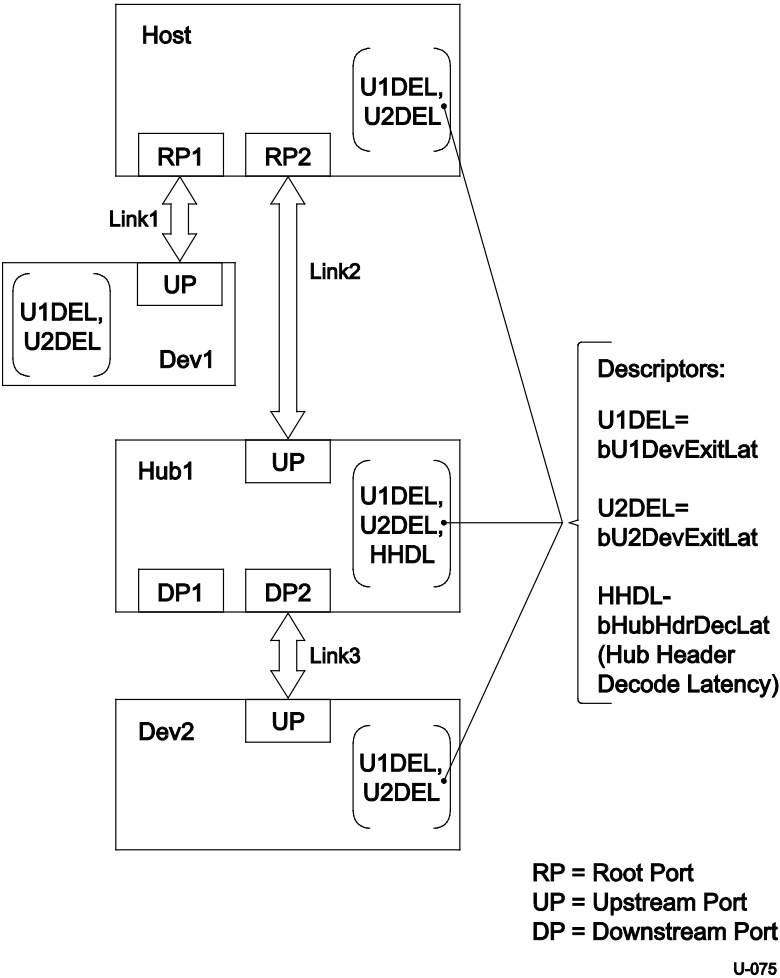 Host
U1DEL,
U2DEL
RP1
RP2
Link1
Link2
UP
U1DEL,
U2DEL
Dev1
UP
Hub1
U1DEL,
U2DEL,
HHDL
DP1
DP2
Link3
UP
Dev2
U1DEL,
U2DEL
Descriptors:
U1DEL=
bU1DevExitLat
U2DEL=
bU2DevExitLat
HHDL-
bHubHdrDecLat
(Hub Header
Decode Latency)
RP = Root Port
UP = Upstream Port
DP = Downstream Port
U-075